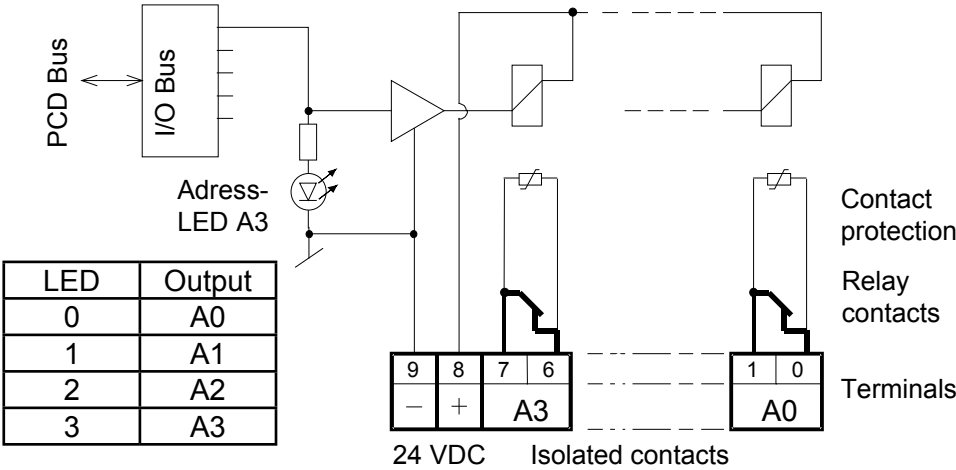 PCD Bus
I/O Bus
Adress-
LED A3
Contact
protection
Relay
contacts
LED Output
0 A0
1 A1
2 A2
3 A3
9 8 7 6
− + A3
1 0
A0
Terminals
24 VDC Isolated contacts